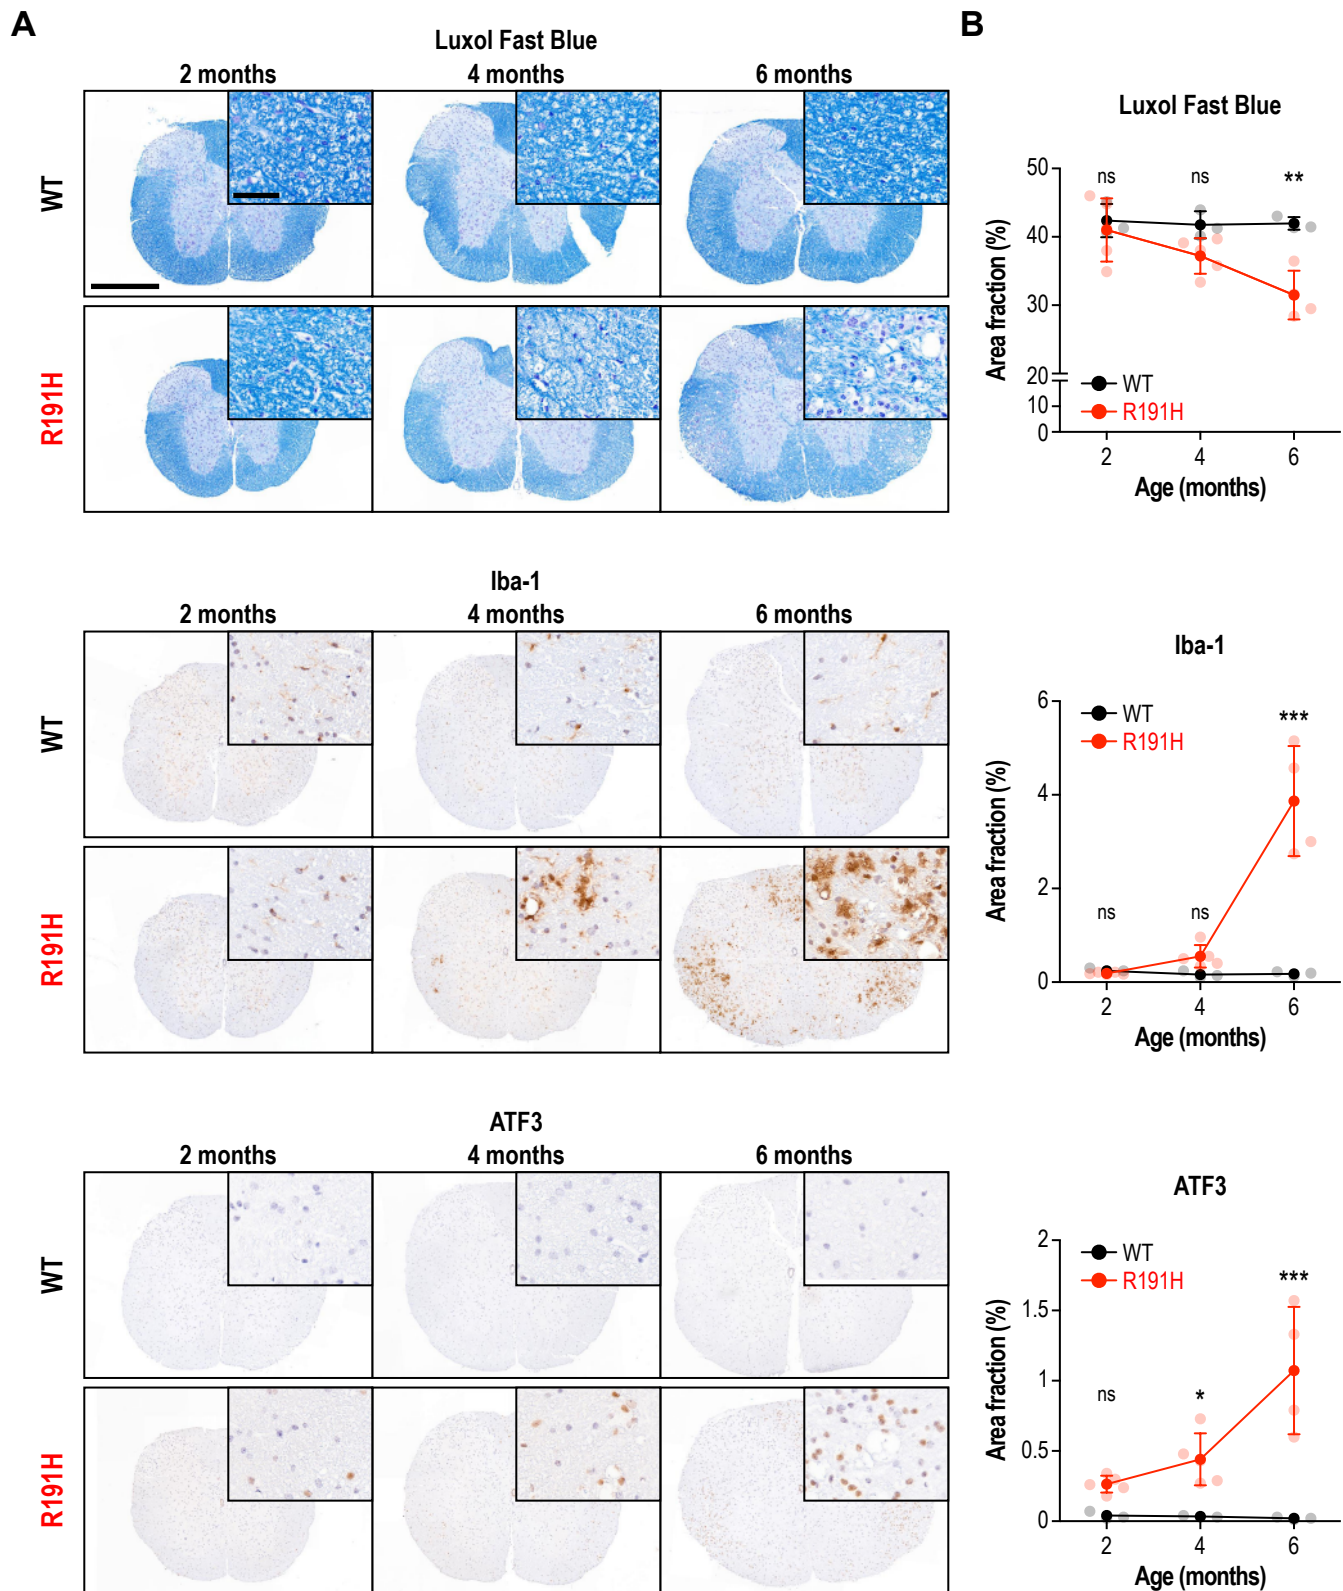 A
Luxol Fast Blue
2 months 4 months 6 months
WT
R191H
Iba-1
2 months 4 months 6 months
WT
R191H
ATF3
2 months 4 months 6 months
WT
R191H
B
Luxol Fast Blue
Area fraction (%)
50
40
30
20
20
10
0
ns ns **
WT
R191H
2 4 6
Age (months)
Iba-1
Area fraction (%)
6
4
2
0
WT
R191H
***
ns ns
2 4 6
Age (months)
ATF3
Area fraction (%)
2
1.5
1
0.5
0
WT
R191H
***
ns *
2 4 6
Age (months)